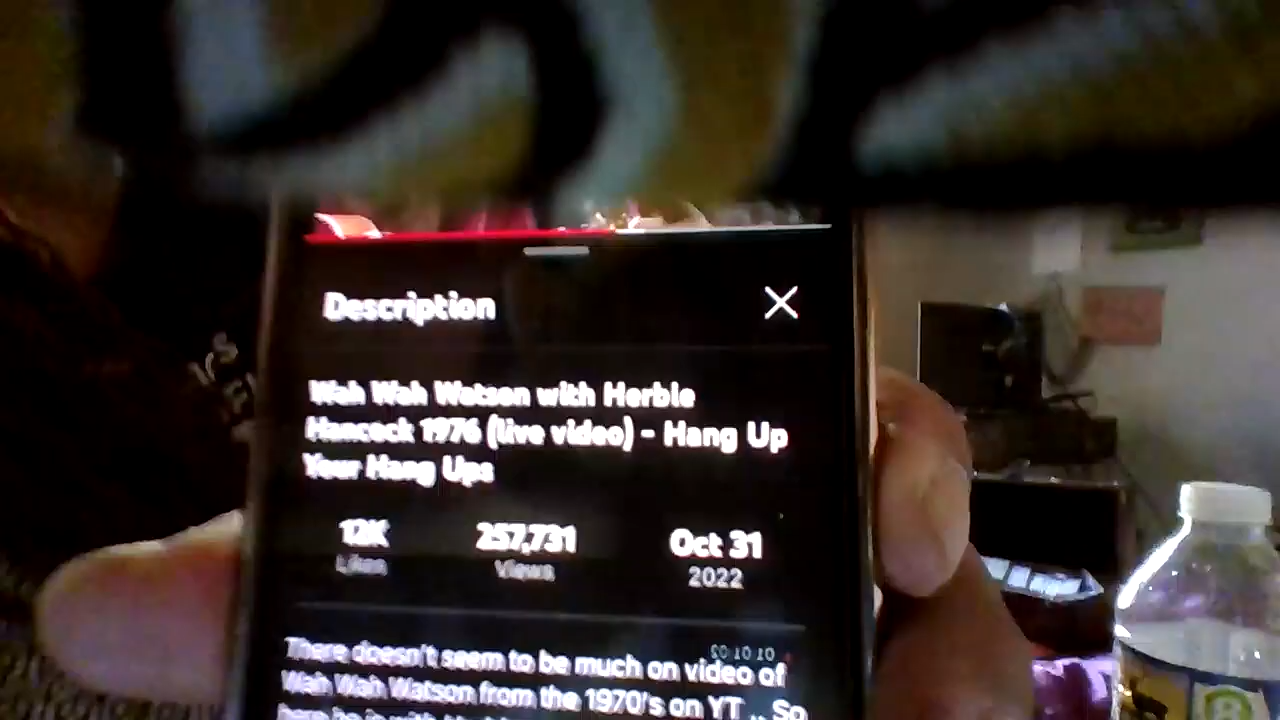 Description
Wah Wah Watson with Herbie
Hancock 1976 (live video) - Hang Up
Your Hang Ups
12K
257,731
Oct 31
Likes
Views
2022
There doesn't seem to be much on video of
Wah Wah Watson from the 1970's on YT .. So